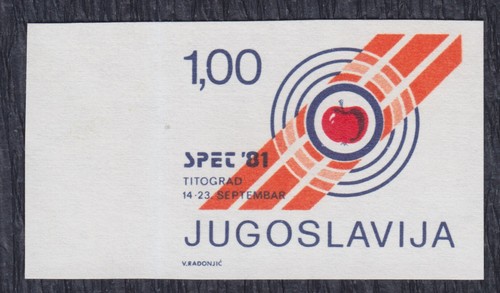 1,00
SPET '81
TITOGRAD
14-23. SEPTEMBAR
JUGOSLAVIJA
V.RADONJIĆ